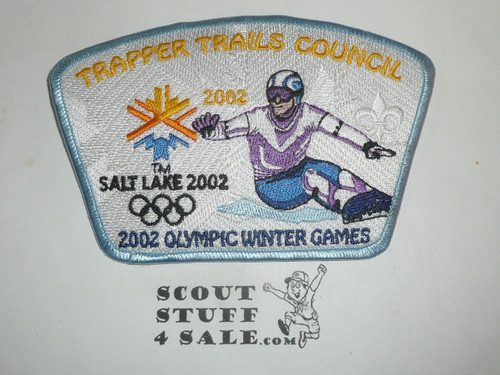 TRAPPER TRAILS COUNCIL
2002
TM
SALT LAKE 2002
2002 OLYMPIC WINTER GAMES
SCOUT
STUFF
4 SALE.com